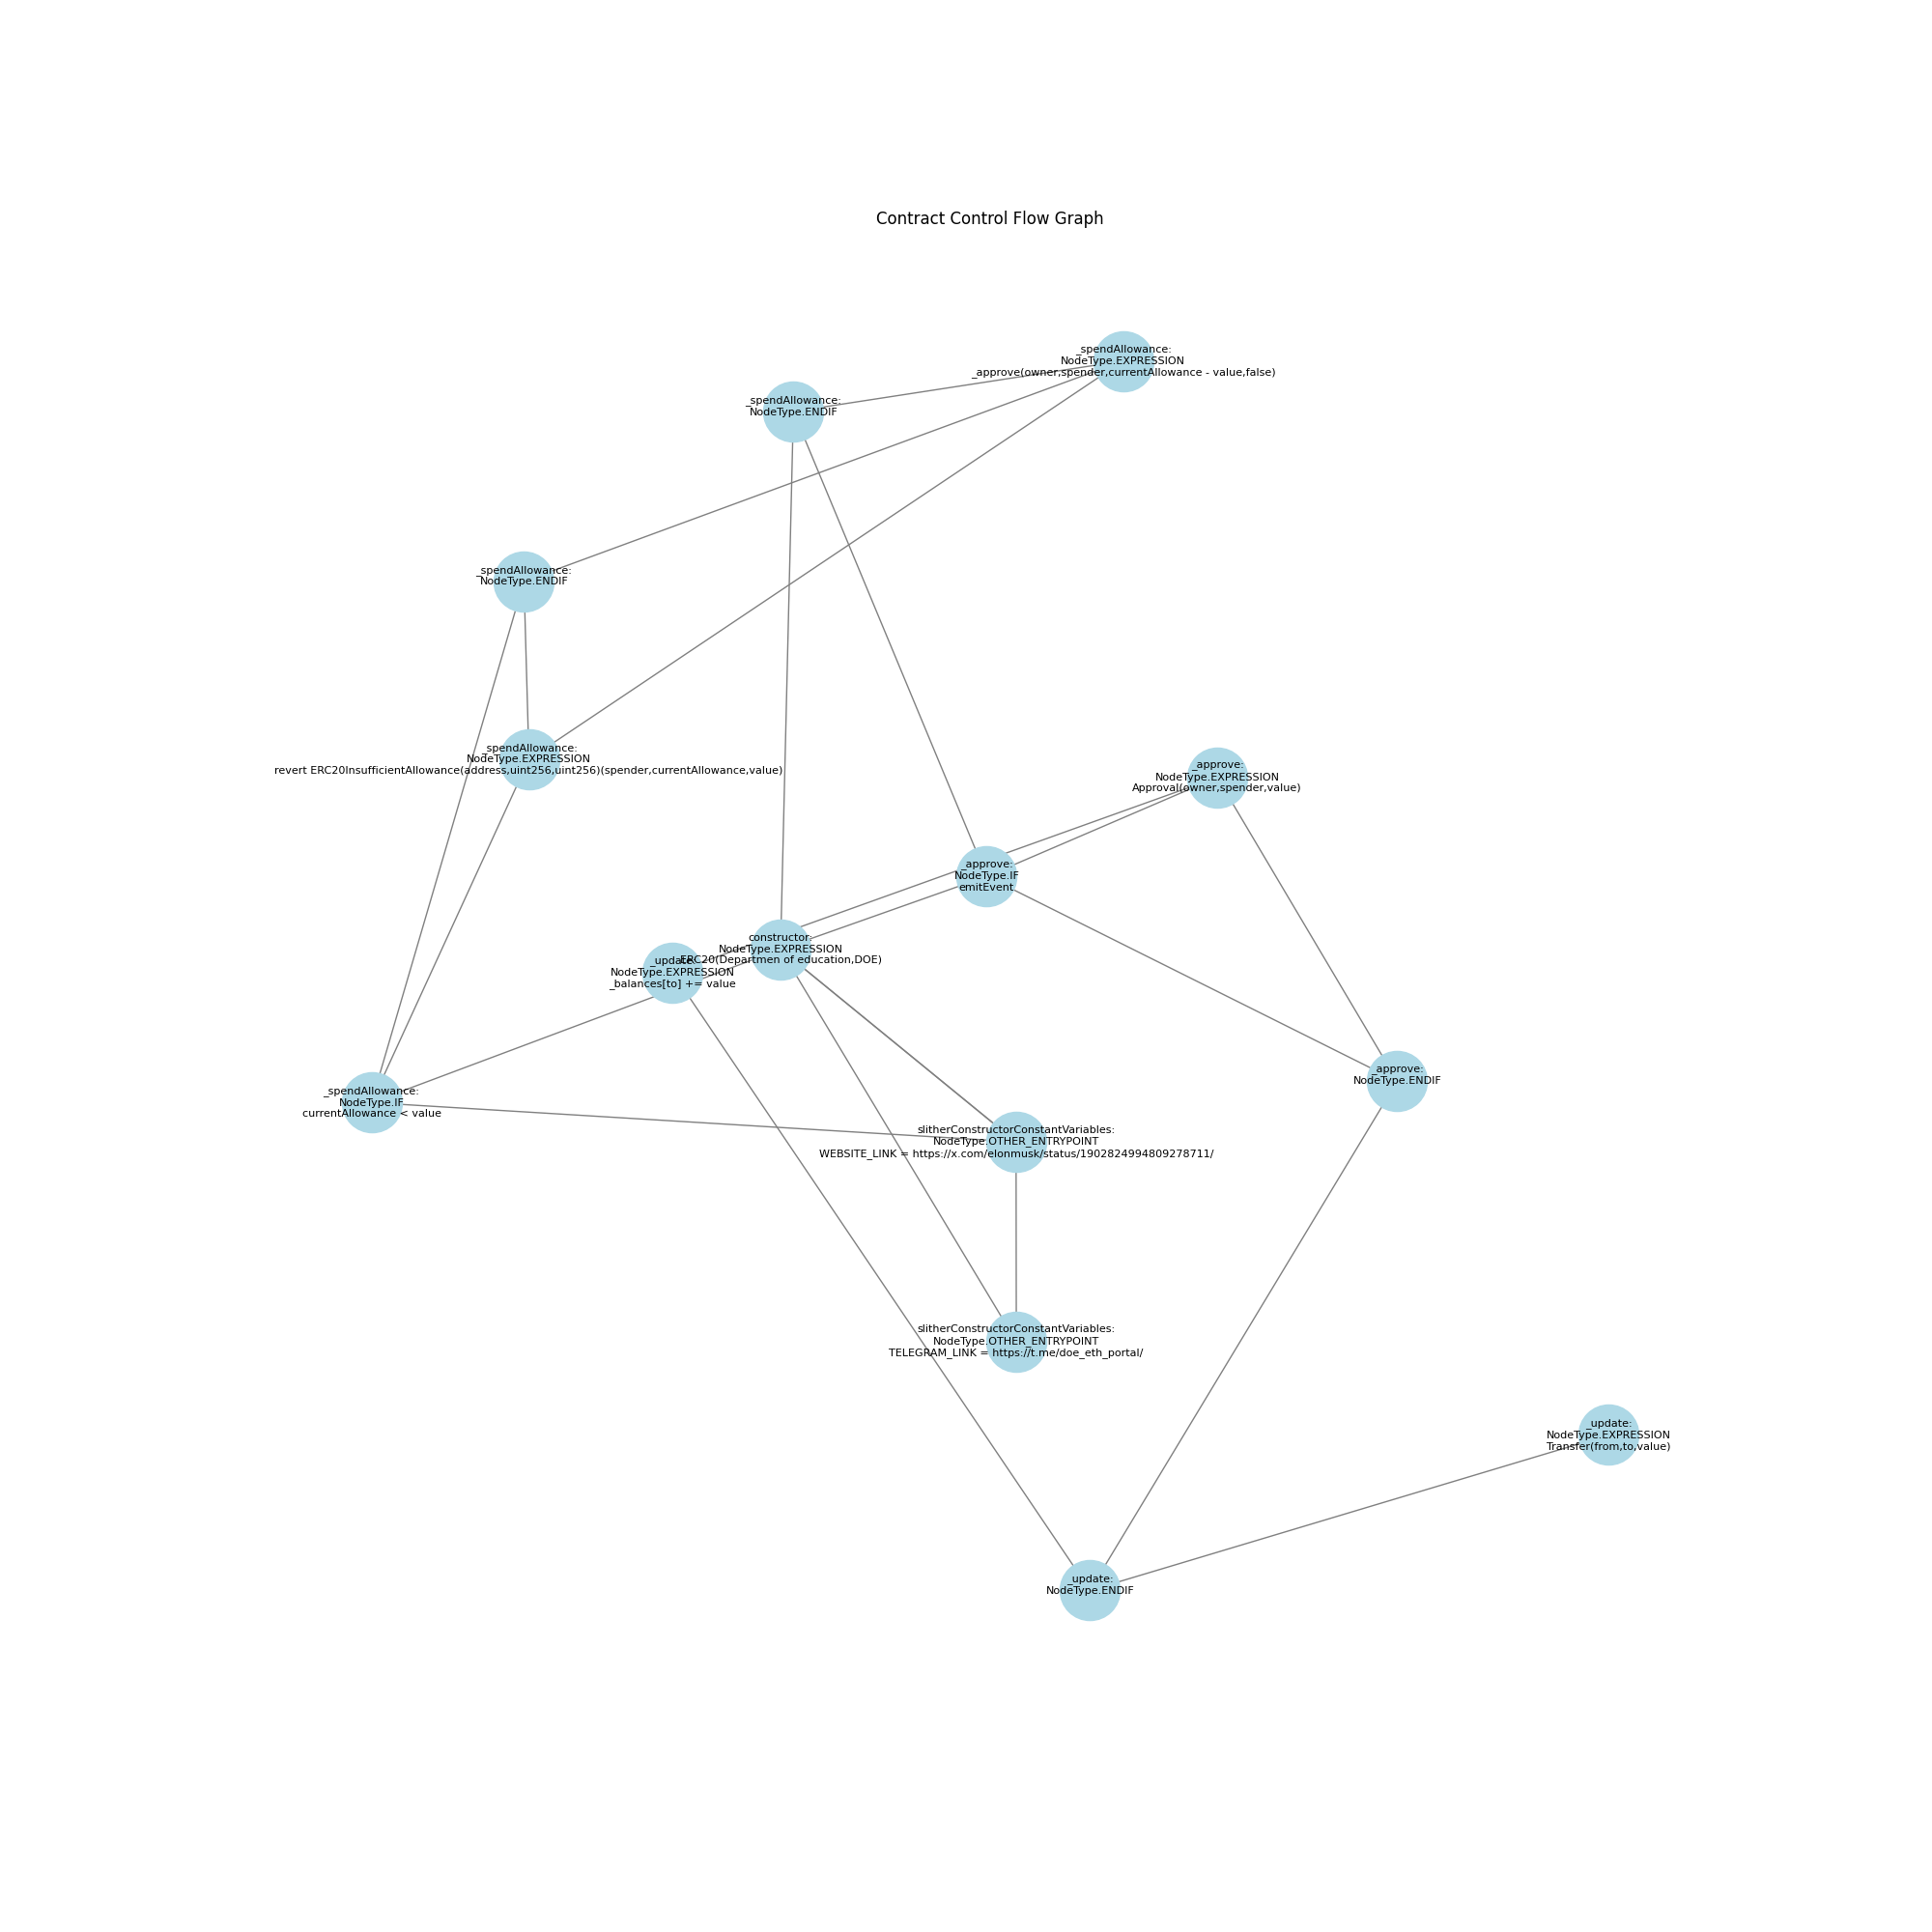 Contract Control Flow Graph
_spendAllowance:
NodeType.EXPRESSION
_approve(owner,spender,currentAllowance - value,false)
_spendAllowance:
NodeType.ENDIF
_spendAllowance:
NodeType.ENDIF
_spendAllowance:
NodeType.EXPRESSION
revert ERC20InsufficientAllowance(address,uint256,uint256)(spender,currentAllowance,value)
_approve:
NodeType.EXPRESSION
Approval(owner,spender,value)
_approve:
NodeType.IF
emitEvent
constructor:
NodeType.EXPRESSION
ERC20(Departmen of education,DOE)
_update:
NodeType.EXPRESSION
_balances[to] += value
_approve:
NodeType.ENDIF
_spendAllowance:
NodeType.IF
currentAllowance < value
slitherConstructorConstantVariables:
NodeType.OTHER_ENTRYPOINT
WEBSITE_LINK = https://x.com/elonmusk/status/1902824994809278711/
slitherConstructorConstantVariables:
NodeType.OTHER_ENTRYPOINT
TELEGRAM_LINK = https://t.me/doe_eth_portal/
_update:
NodeType.EXPRESSION
Transfer(from,to,value)
_update:
NodeType.ENDIF